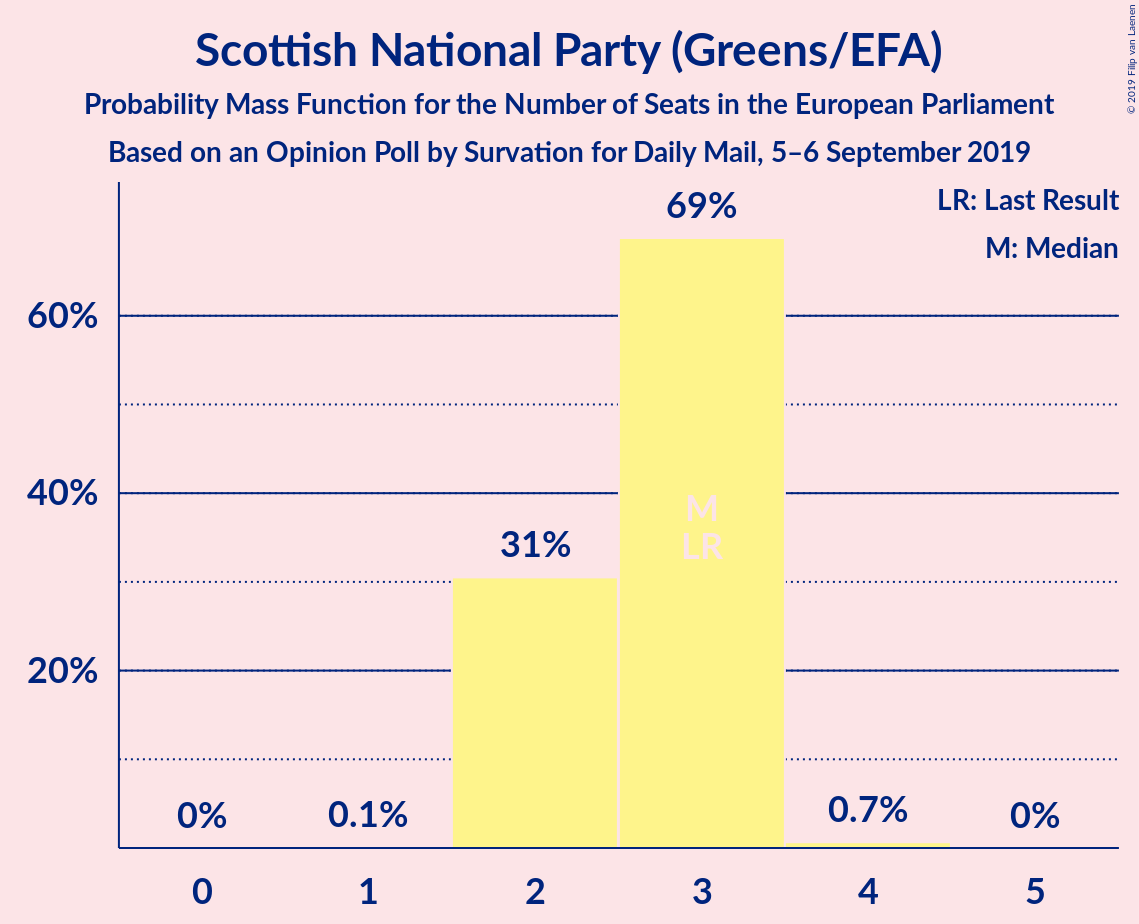 Scottish National Party (Greens/EFA)
Probability Mass Function for the Number of Seats in the European Parliament
Based on an Opinion Poll by Survation for Daily Mail, 5–6 September 2019
© 2019 Filip van Laenen
LR: Last Result
M: Median
69%
60%
40%
M
31%
LR
20%
0%
0.1%
0.7%
0%
0
1
2
3
4
5